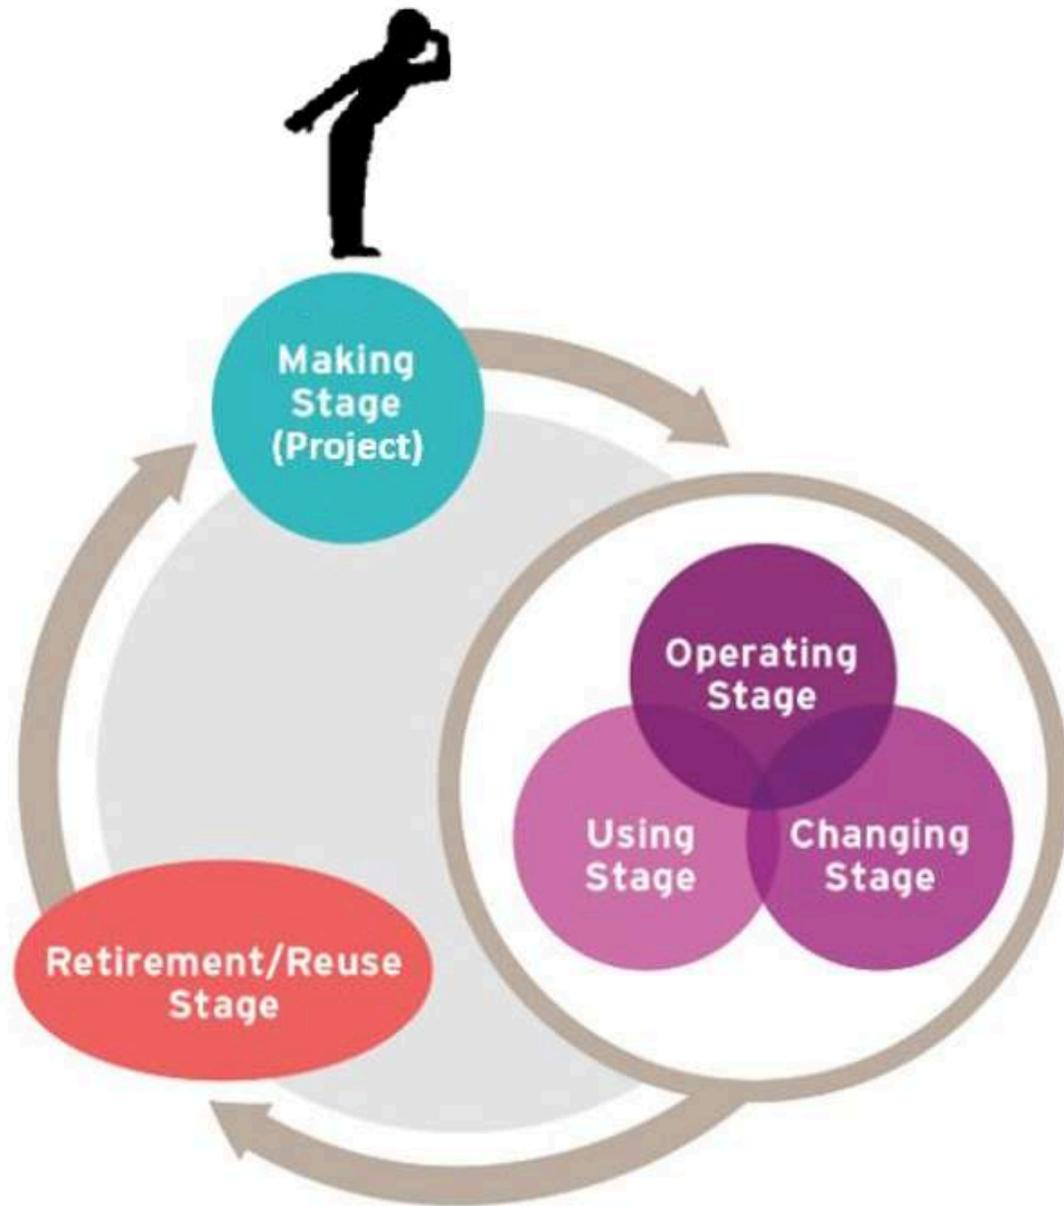 Making
Stage
(Project)
Operating
Stage
Using
Stage
Changing
Stage
Retirement/Reuse
Stage